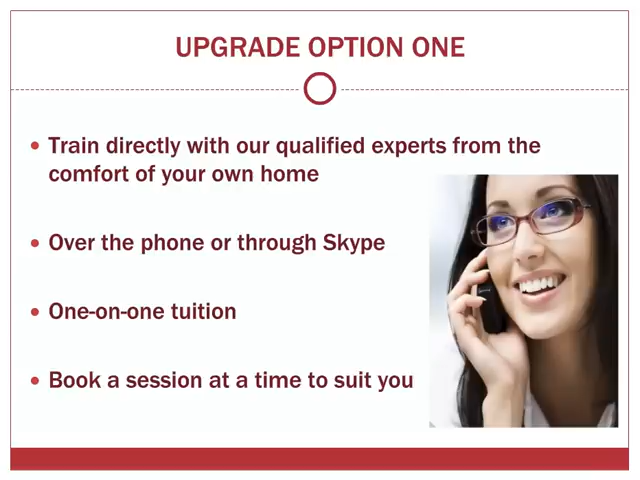 UPGRADE OPTION ONE
• Train directly with our qualified experts from the
comfort of your own home
• Over the phone or through Skype
• One-on-one tuition
• Book a session at a time to suit you